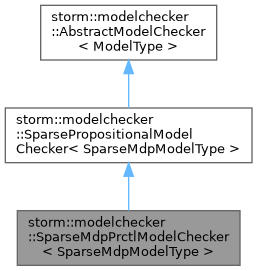 storm::modelchecker
::AbstractModelChecker
< ModelType >
storm::modelchecker
::SparsePropositionalModel
Checker< SparseMdpModelType >
storm::modelchecker
::SparseMdpPrctlModelChecker
< SparseMdpModelType >